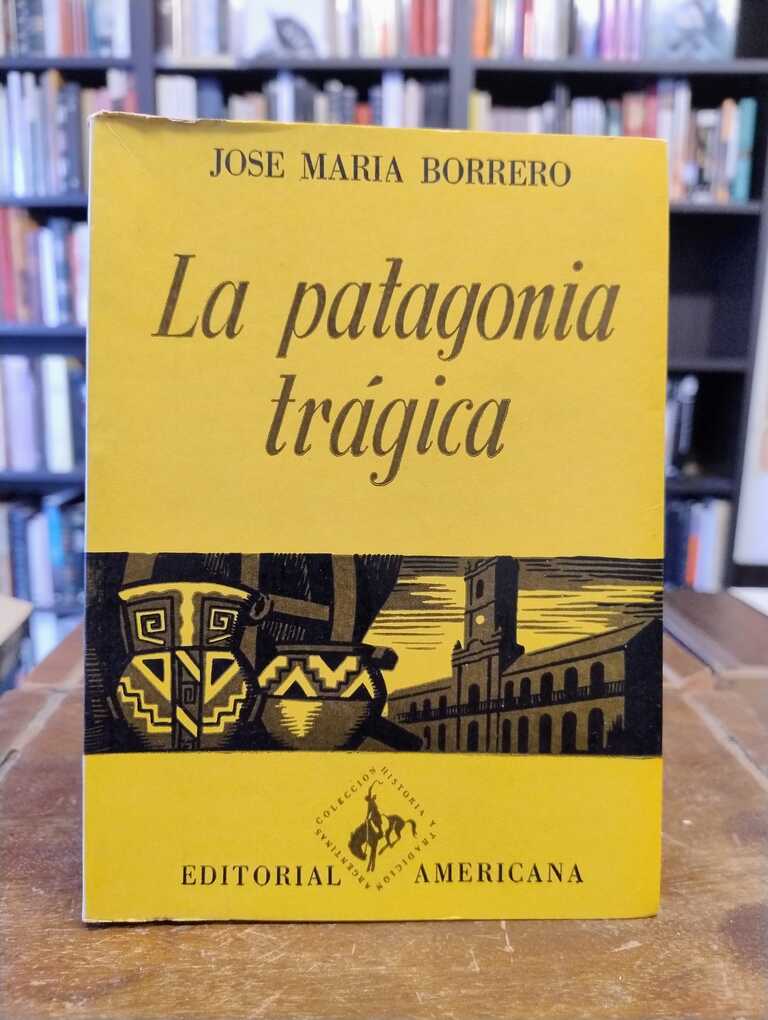 JOSE MARIA BORRERO
La patagonia
trágica
COLECCION HISTORIA Y TRADICION ARGENTINAS
EDITORIAL AMERICANA